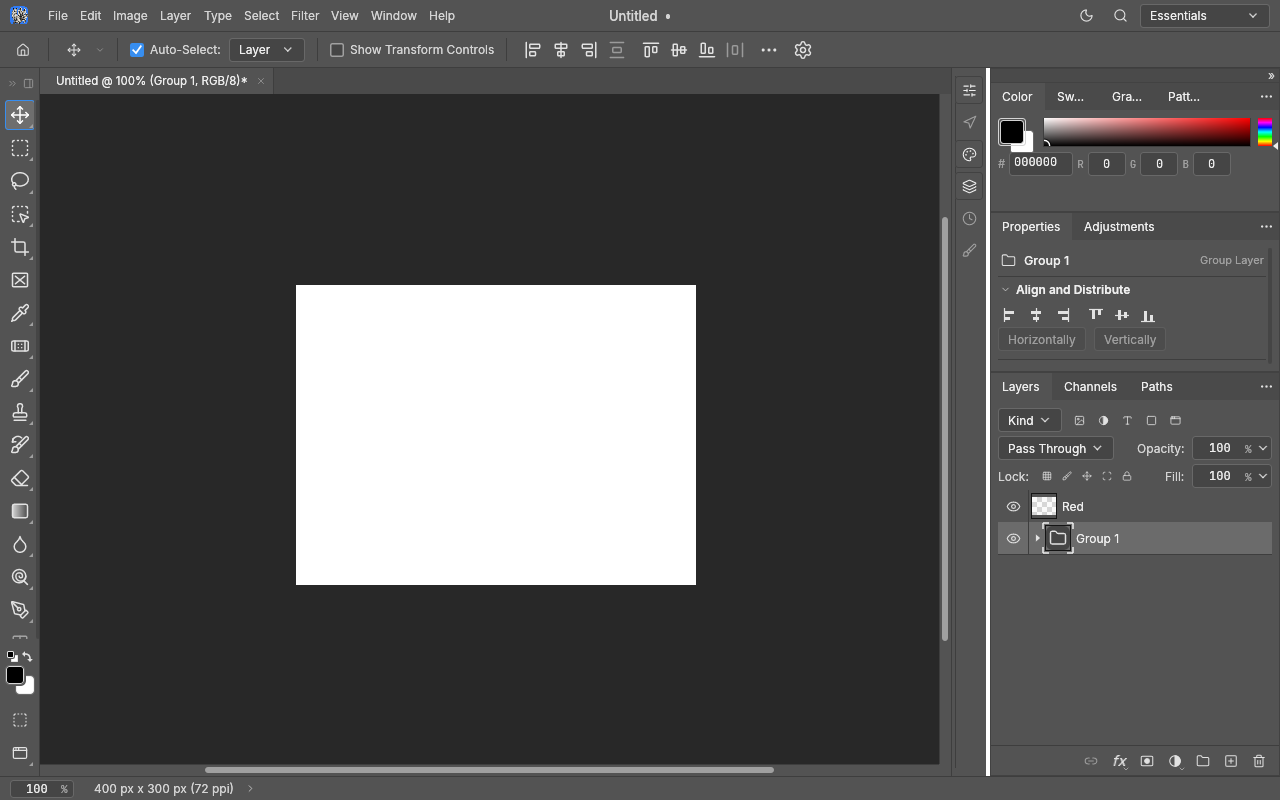 File Edit Image Layer Type Select Filter View Window Help
Untitled
Essentials
Auto-Select:
Layer
Show Transform Controls
Untitled @ 100% (Group 1, RGB/8)*
Color
Sw...
Gra...
Patt...
# 000000 R 0 G 0 B 0
Properties
Adjustments
Group 1
Group Layer
Align and Distribute
Horizontally
Vertically
Layers
Channels
Paths
Kind
Pass Through
Opacity: 100 %
Lock:
Fill: 100 %
Red
Group 1
fx
100 %
400 px x 300 px (72 ppi)